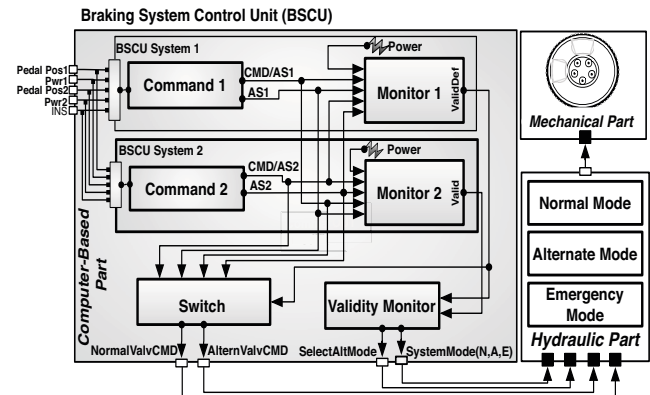 Braking System Control Unit (BSCU)
BSCU System 1
Power
Pedal Pos1
Pwr1
Pedal Pos2
Pwr2
INS
Command 1
CMD/AS1
AS1
Monitor 1
ValidDef
Mechanical Part
BSCU System 2
Power
Command 2
CMD/AS2
AS2
Monitor 2
Valid
Normal Mode
Alternate Mode
Emergency
Mode
Hydraulic Part
Computer-Based
Part
Switch
Validity Monitor
NormalValvCMD
AlternValvCMD
SelectAltMode
SystemMode(N,A,E)